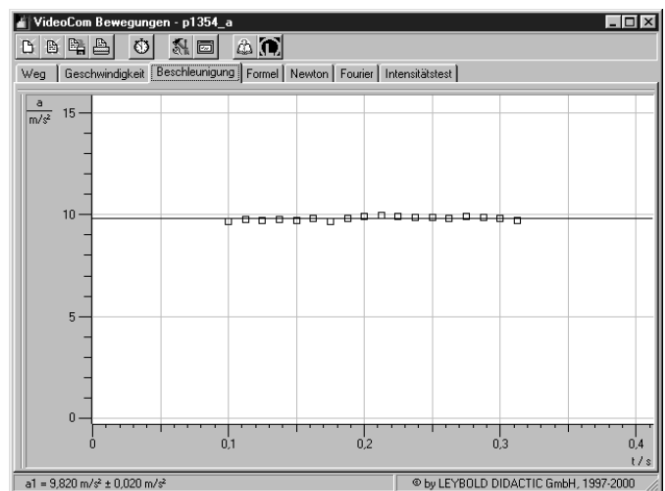 VideoCom Bewegungen - p1354_a
Weg Geschwindigkeit Beschleunigung Formel Newton Fourier Intensitätstest
a
m/s²
15
10
5
0
0 0,1 0,2 0,3 0,4
t / s
a1 = 9,820 m/s² ± 0,020 m/s² © by LEYBOLD DIDACTIC GmbH, 1997-2000